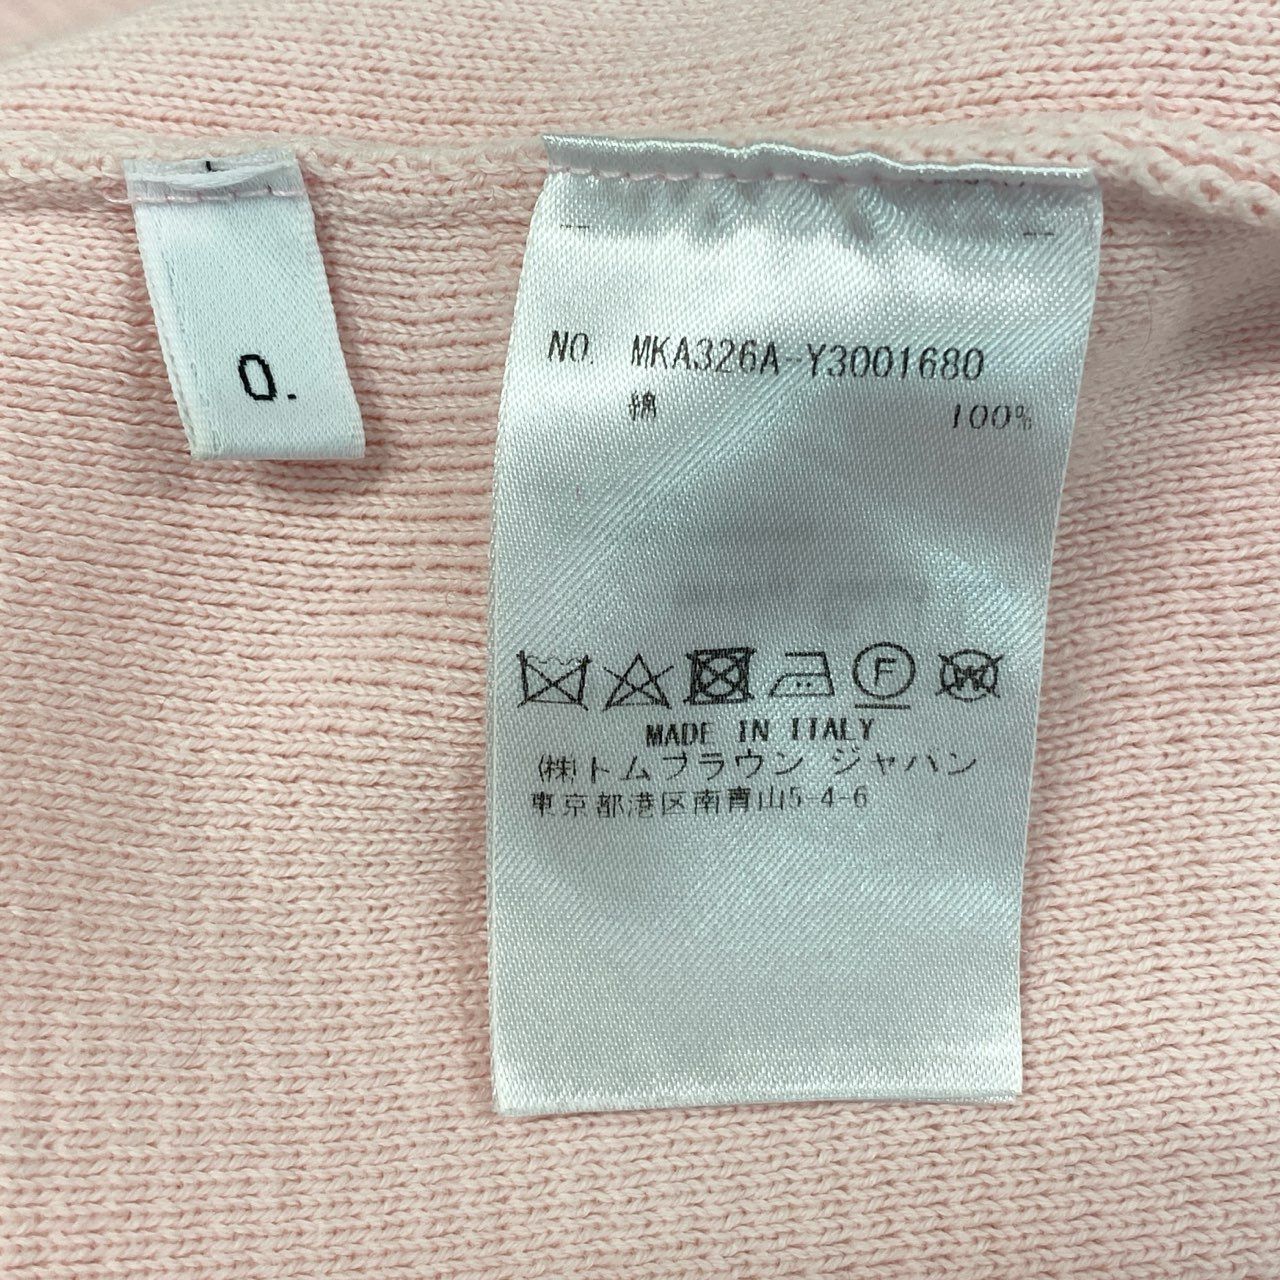 0.
NO. MKA326A-Y3001680
綿 100%
F
W
MADE IN ITALY
(株)トムブラウン ジャパン
東京都港区南青山5-4-6